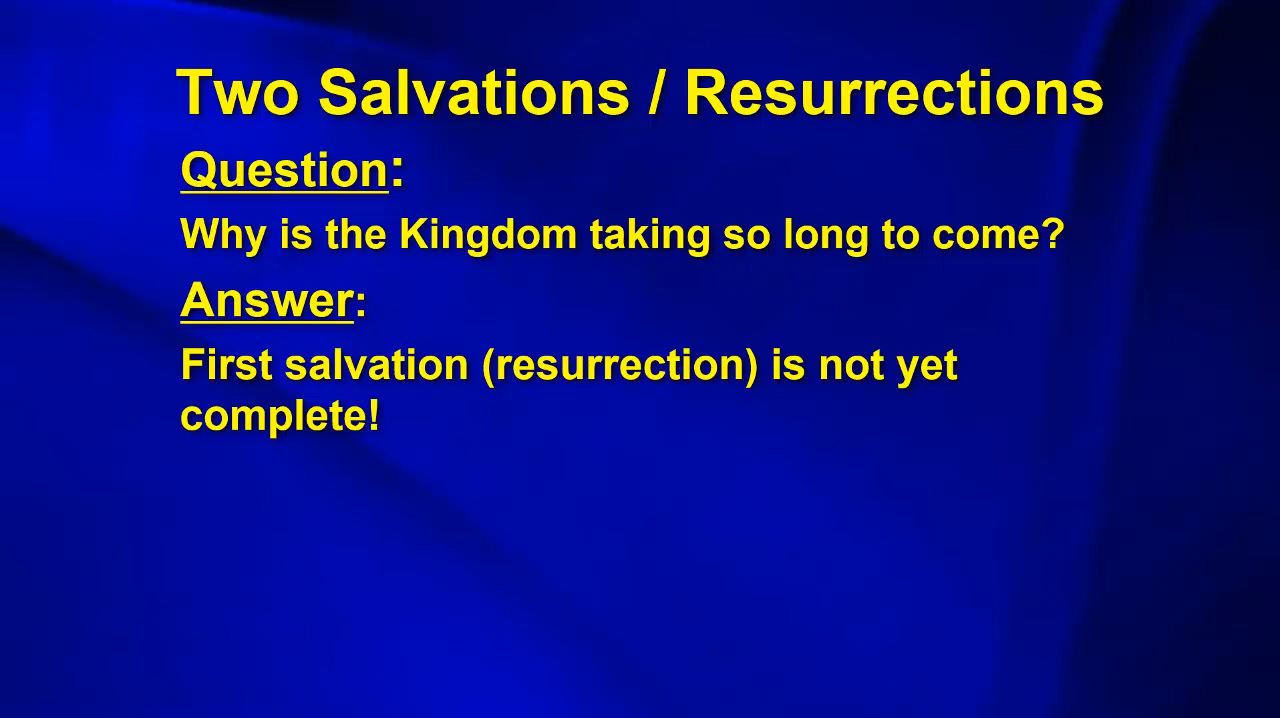 Two Salvations / Resurrections
Question:
Why is the Kingdom taking so long to come?
Answer:
First salvation (resurrection) is not yet
complete!